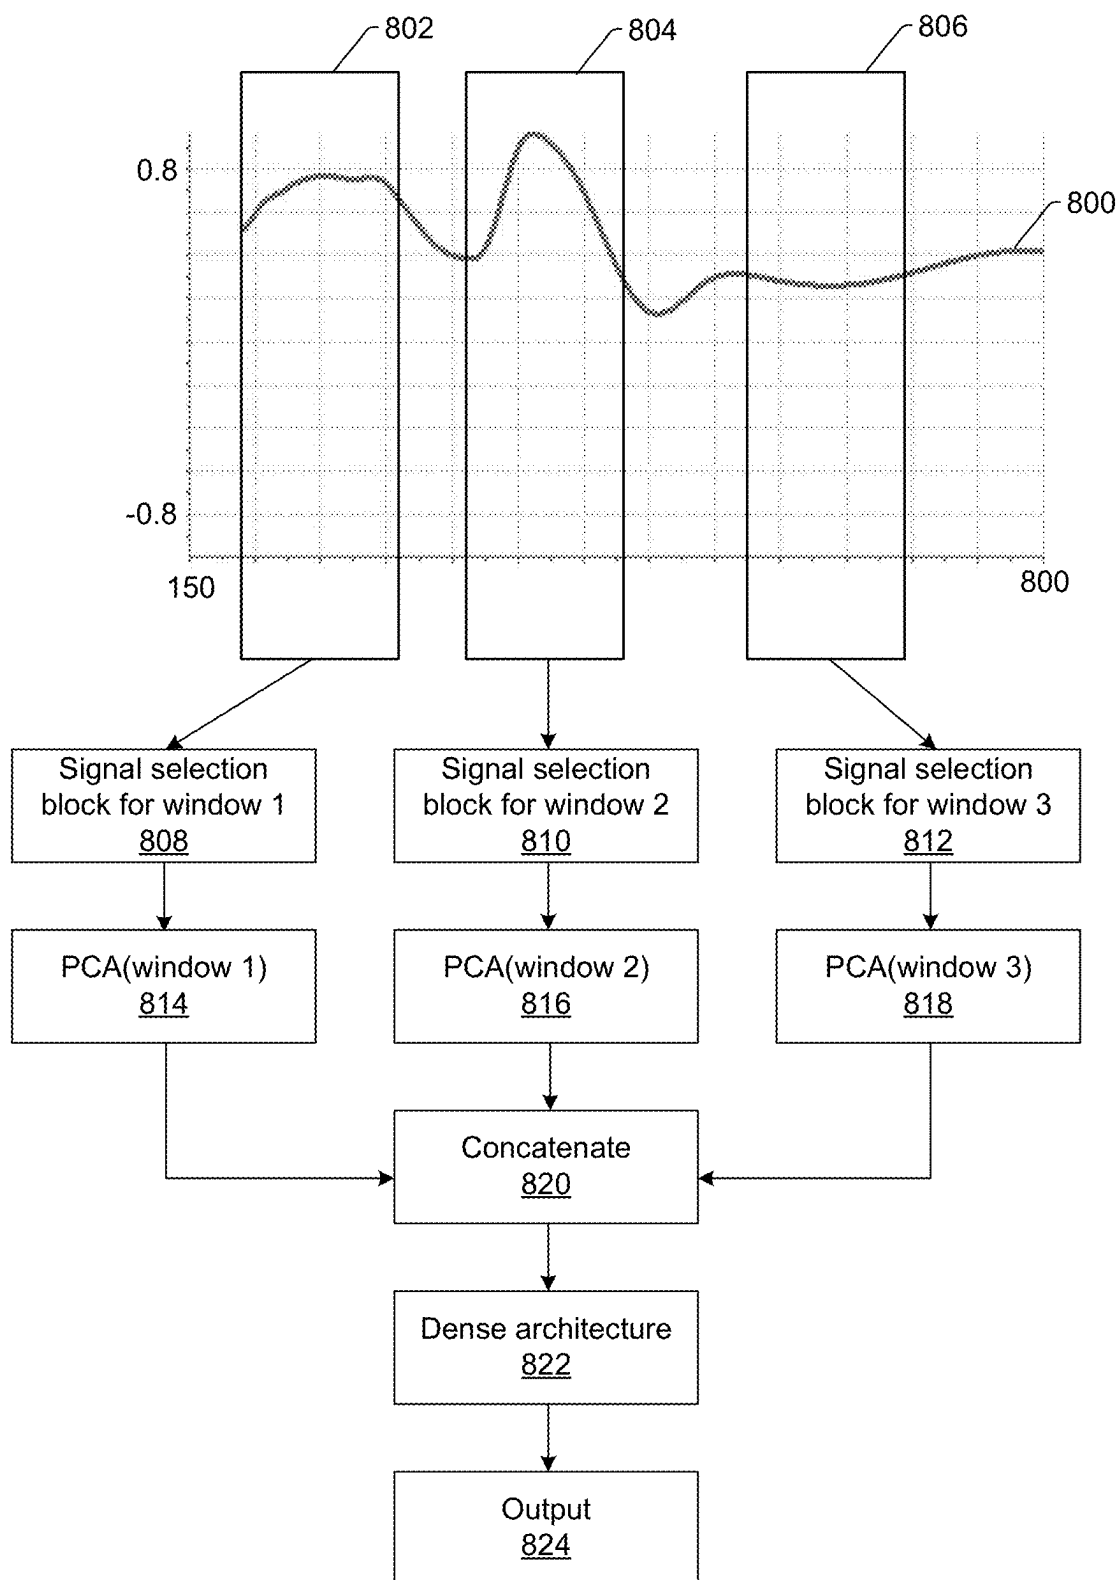 802
804
806
0.8
800
-0.8
150
800
Signal selection
block for window 1
808
Signal selection
block for window 2
810
Signal selection
block for window 3
812
PCA(window 1)
814
PCA(window 2)
816
PCA(window 3)
818
Concatenate
820
Dense architecture
822
Output
824